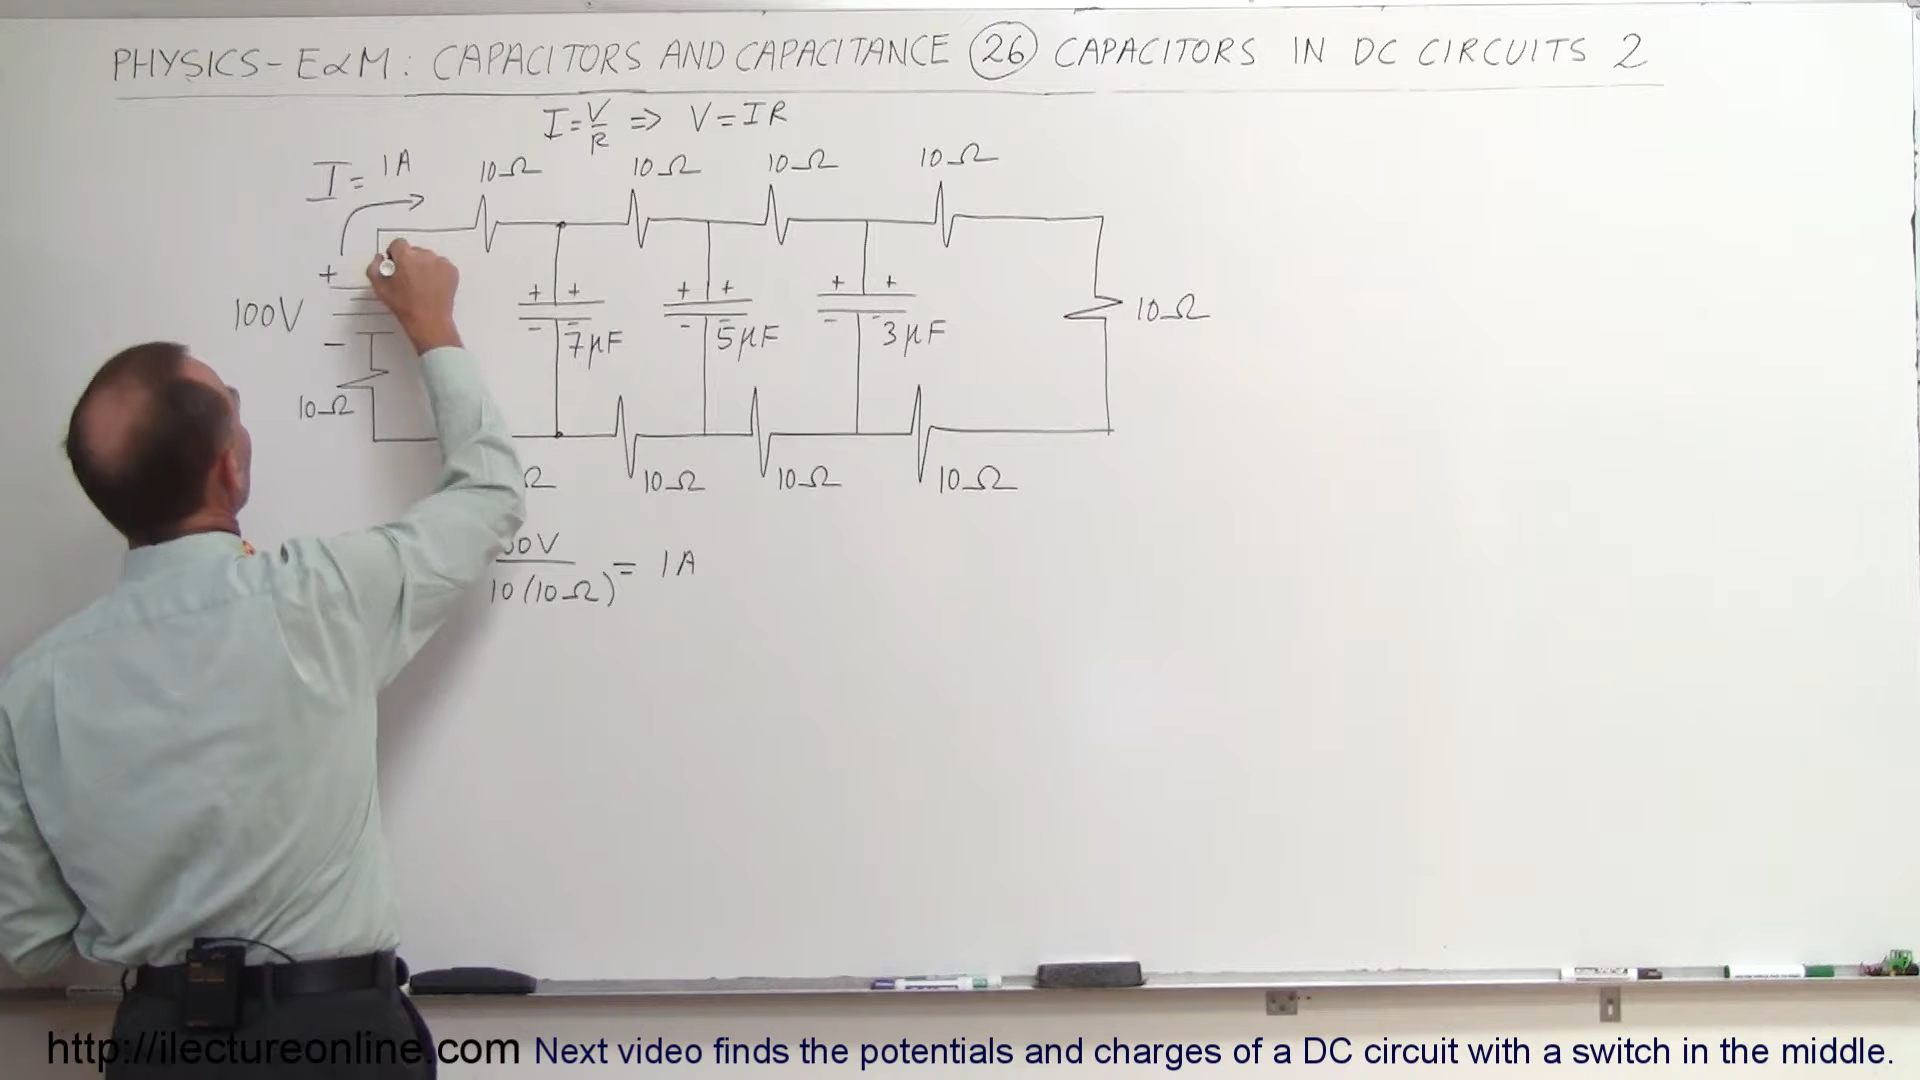 PHYSICS - E&M: CAPACITORS AND CAPACITANCE 26 CAPACITORS IN DC CIRCUITS 2
I = V/R => V = IR
I = 1A
10Ω 10Ω 10Ω 10Ω
+
100V
-
10Ω
+ +
- -
7μF
+ +
- -
5μF
+ +
- -
3μF
10Ω
Ω 10Ω 10Ω 10Ω
00V
10(10Ω) = 1A
http://ilectureonline.com Next video finds the potentials and charges of a DC circuit with a switch in the middle.